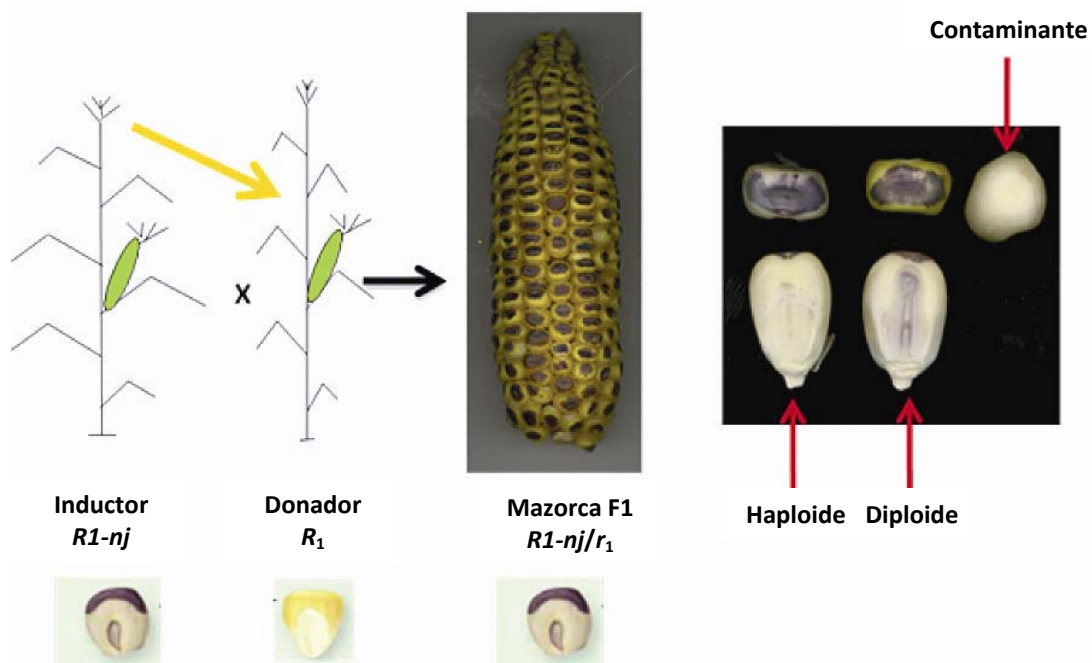 Contaminante
X
Inductor
R1-nj
Donador
R₁
Mazorca F1
R1-nj/r₁
Haploide
Diploide